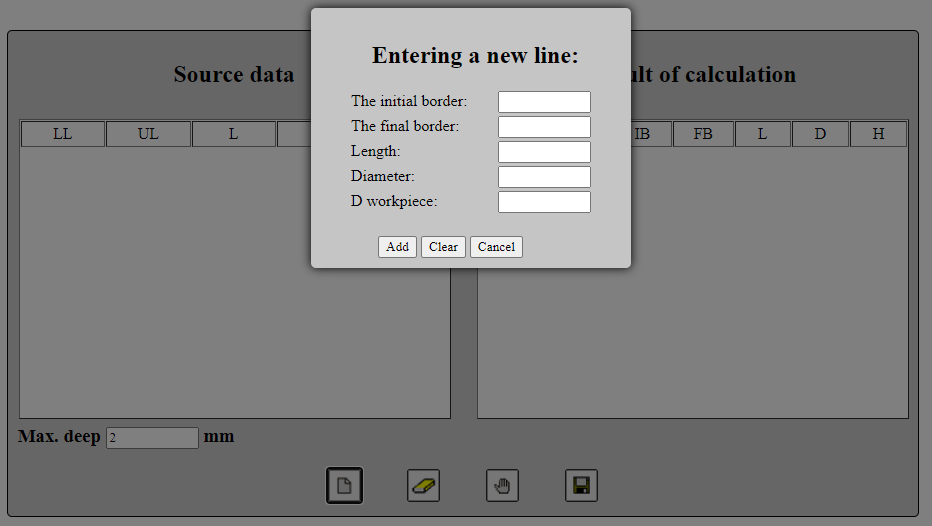 Entering a new line:
The initial border:
The final border:
Length:
Diameter:
D workpiece:
Add Clear Cancel
Source data
LL UL L
of calculation
IB FB L D H
Max. deep 2 mm